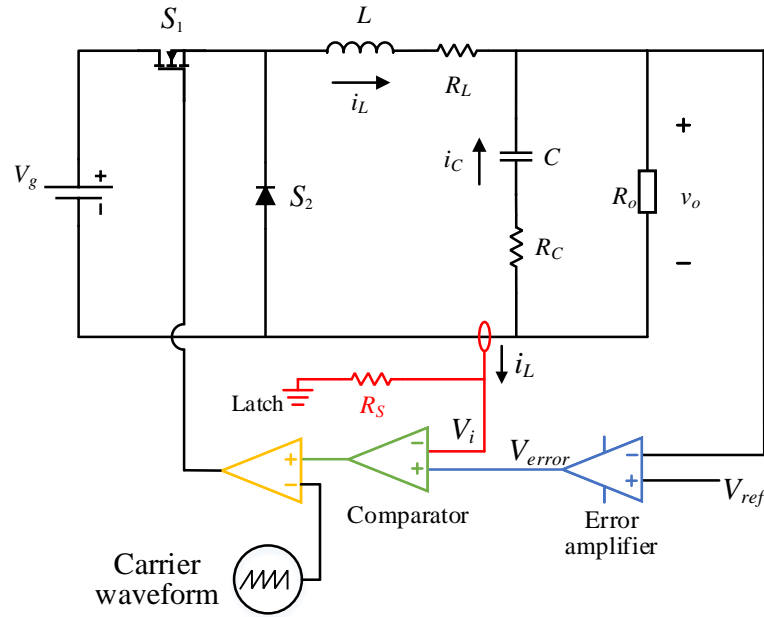 S1
L
iL
RL
Vg
+
S2
iC
C
RC
+
Ro
vo
−
iL
Latch
RS
Vi
Verror
−
+
+
−
−
+
Vref
Comparator
Error
amplifier
Carrier
waveform